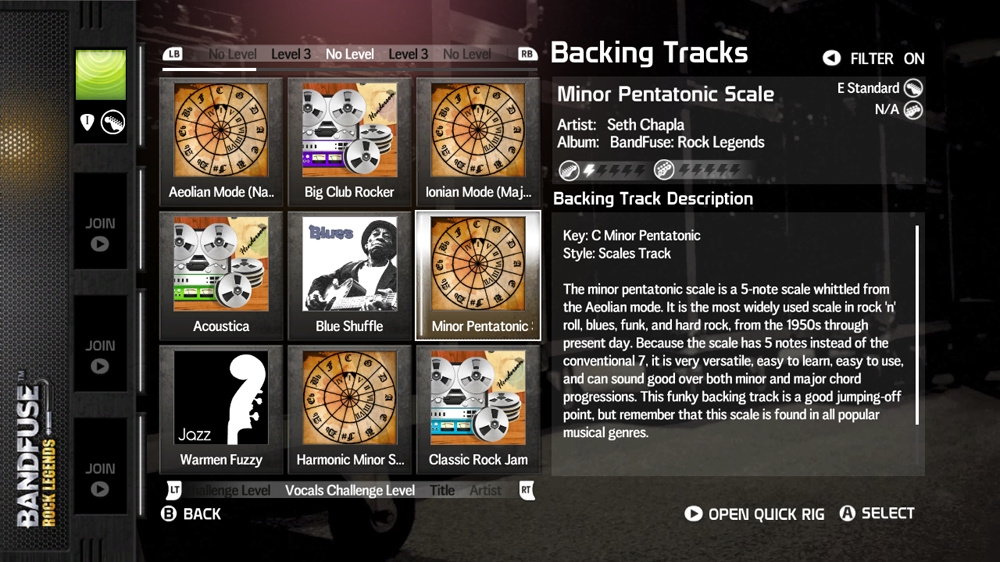 LB No Level Level 3 No Level Level 3 No Level RB
Backing Tracks
FILTER ON
Minor Pentatonic Scale
E Standard
N/A
Artist: Seth Chapla
Album: BandFuse: Rock Legends
Aeolian Mode (Na..
Big Club Rocker
Ionian Mode (Maj...
Backing Track Description
JOIN
Key: C Minor Pentatonic
Style: Scales Track
The minor pentatonic scale is a 5-note scale whittled from
the Aeolian mode. It is the most widely used scale in rock 'n'
roll, blues, funk, and hard rock, from the 1950s through
present day. Because the scale has 5 notes instead of the
conventional 7, it is very versatile, easy to learn, easy to use,
and can sound good over both minor and major chord
progressions. This funky backing track is a good jumping-off
point, but remember that this scale is found in all popular
musical genres.
Blues
Acoustica
Blue Shuffle
Minor Pentatonic
JOIN
Jazz
Warmen Fuzzy
Harmonic Minor S...
Classic Rock Jam
JOIN
BANDFUSE™
ROCK LEGENDS
LT hallenge Level Vocals Challenge Level Title Artist RT
B BACK
OPEN QUICK RIG
A SELECT